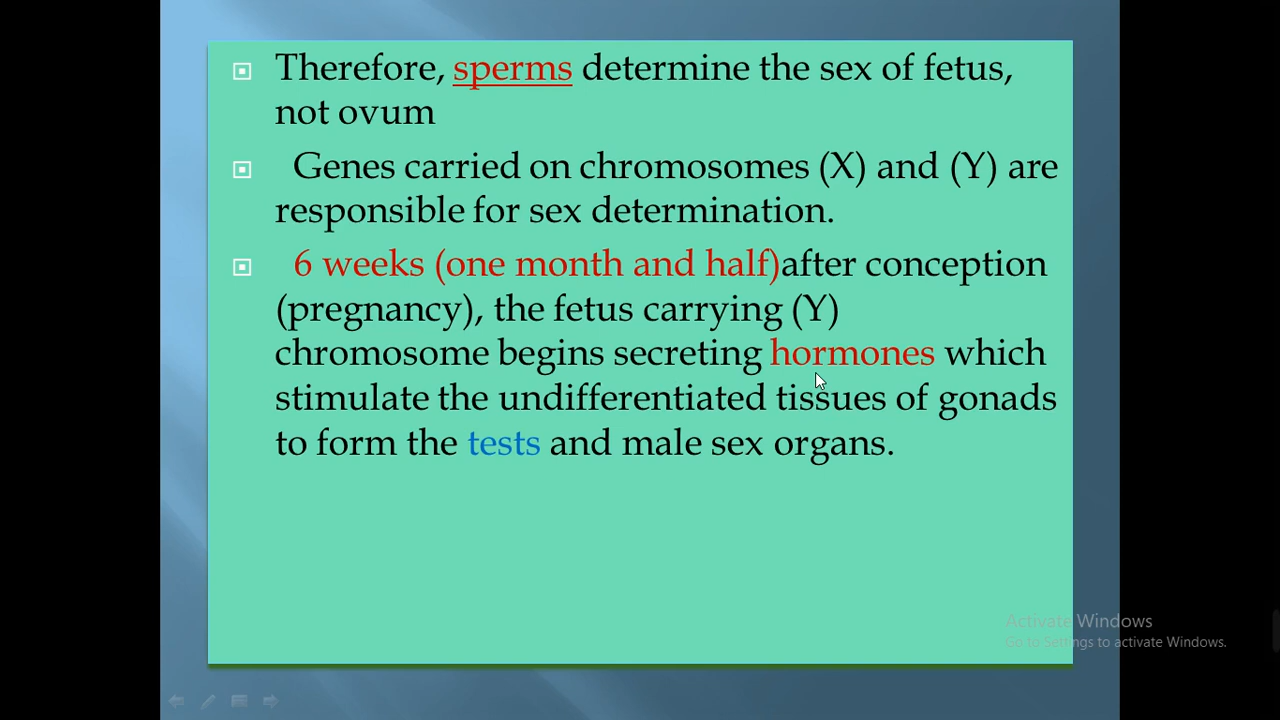 Therefore, sperms determine the sex of fetus,
not ovum
Genes carried on chromosomes (X) and (Y) are
responsible for sex determination.
6 weeks (one month and half)after conception
(pregnancy), the fetus carrying (Y)
chromosome begins secreting hormones which
stimulate the undifferentiated tissues of gonads
to form the tests and male sex organs.
Activate Windows
Go to Settings to activate Windows.